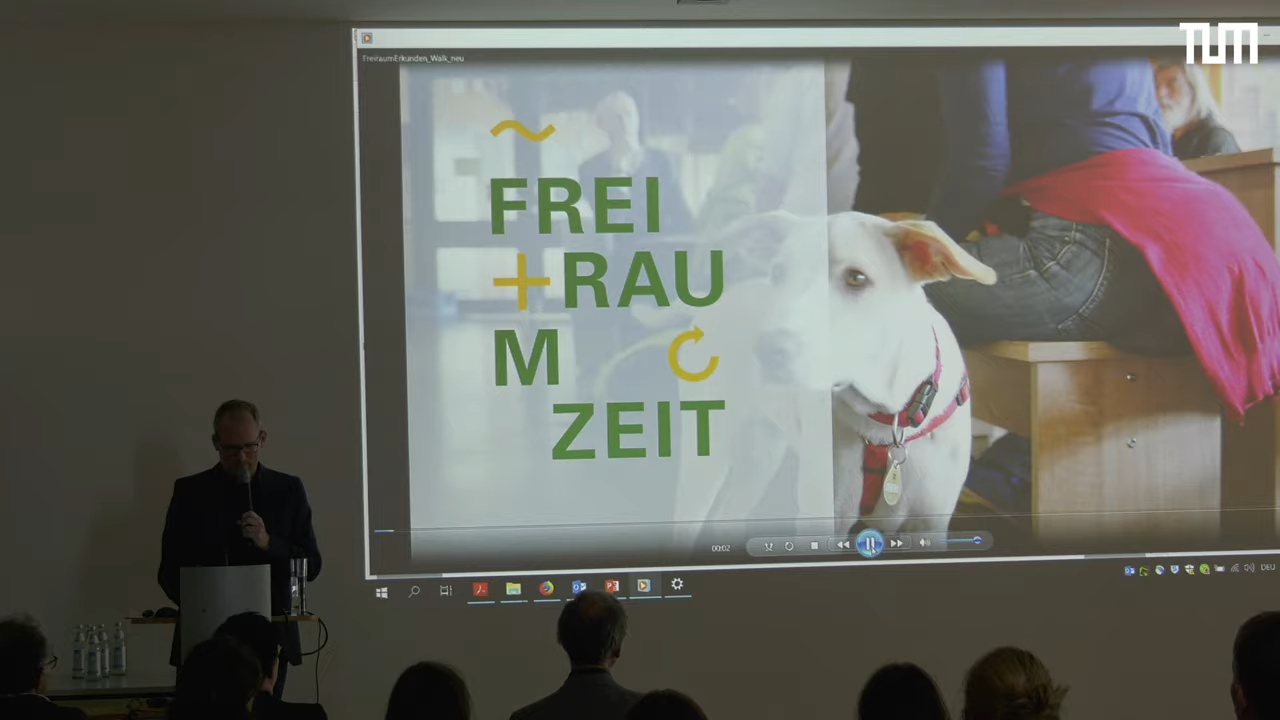 TUM
FreiraumErkunden_Walk_neu
~
FREI
+RAU
M
ZEIT
00:02
DEU